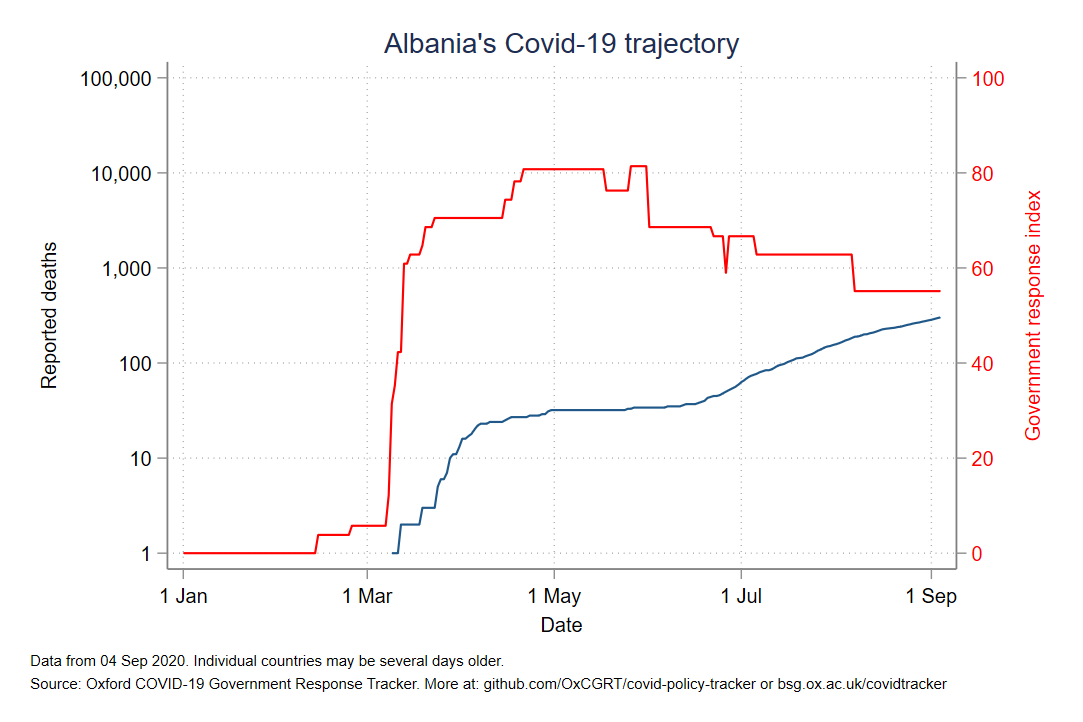 Albania's Covid-19 trajectory
100,000
10,000
1,000
100
10
1
Reported deaths
100
80
60
40
20
0
Government response index
1 Jan
1 Mar
1 May
1 Jul
1 Sep
Date
Data from 04 Sep 2020. Individual countries may be several days older.
Source: Oxford COVID-19 Government Response Tracker. More at: github.com/OxCGRT/covid-policy-tracker or bsg.ox.ac.uk/covidtracker